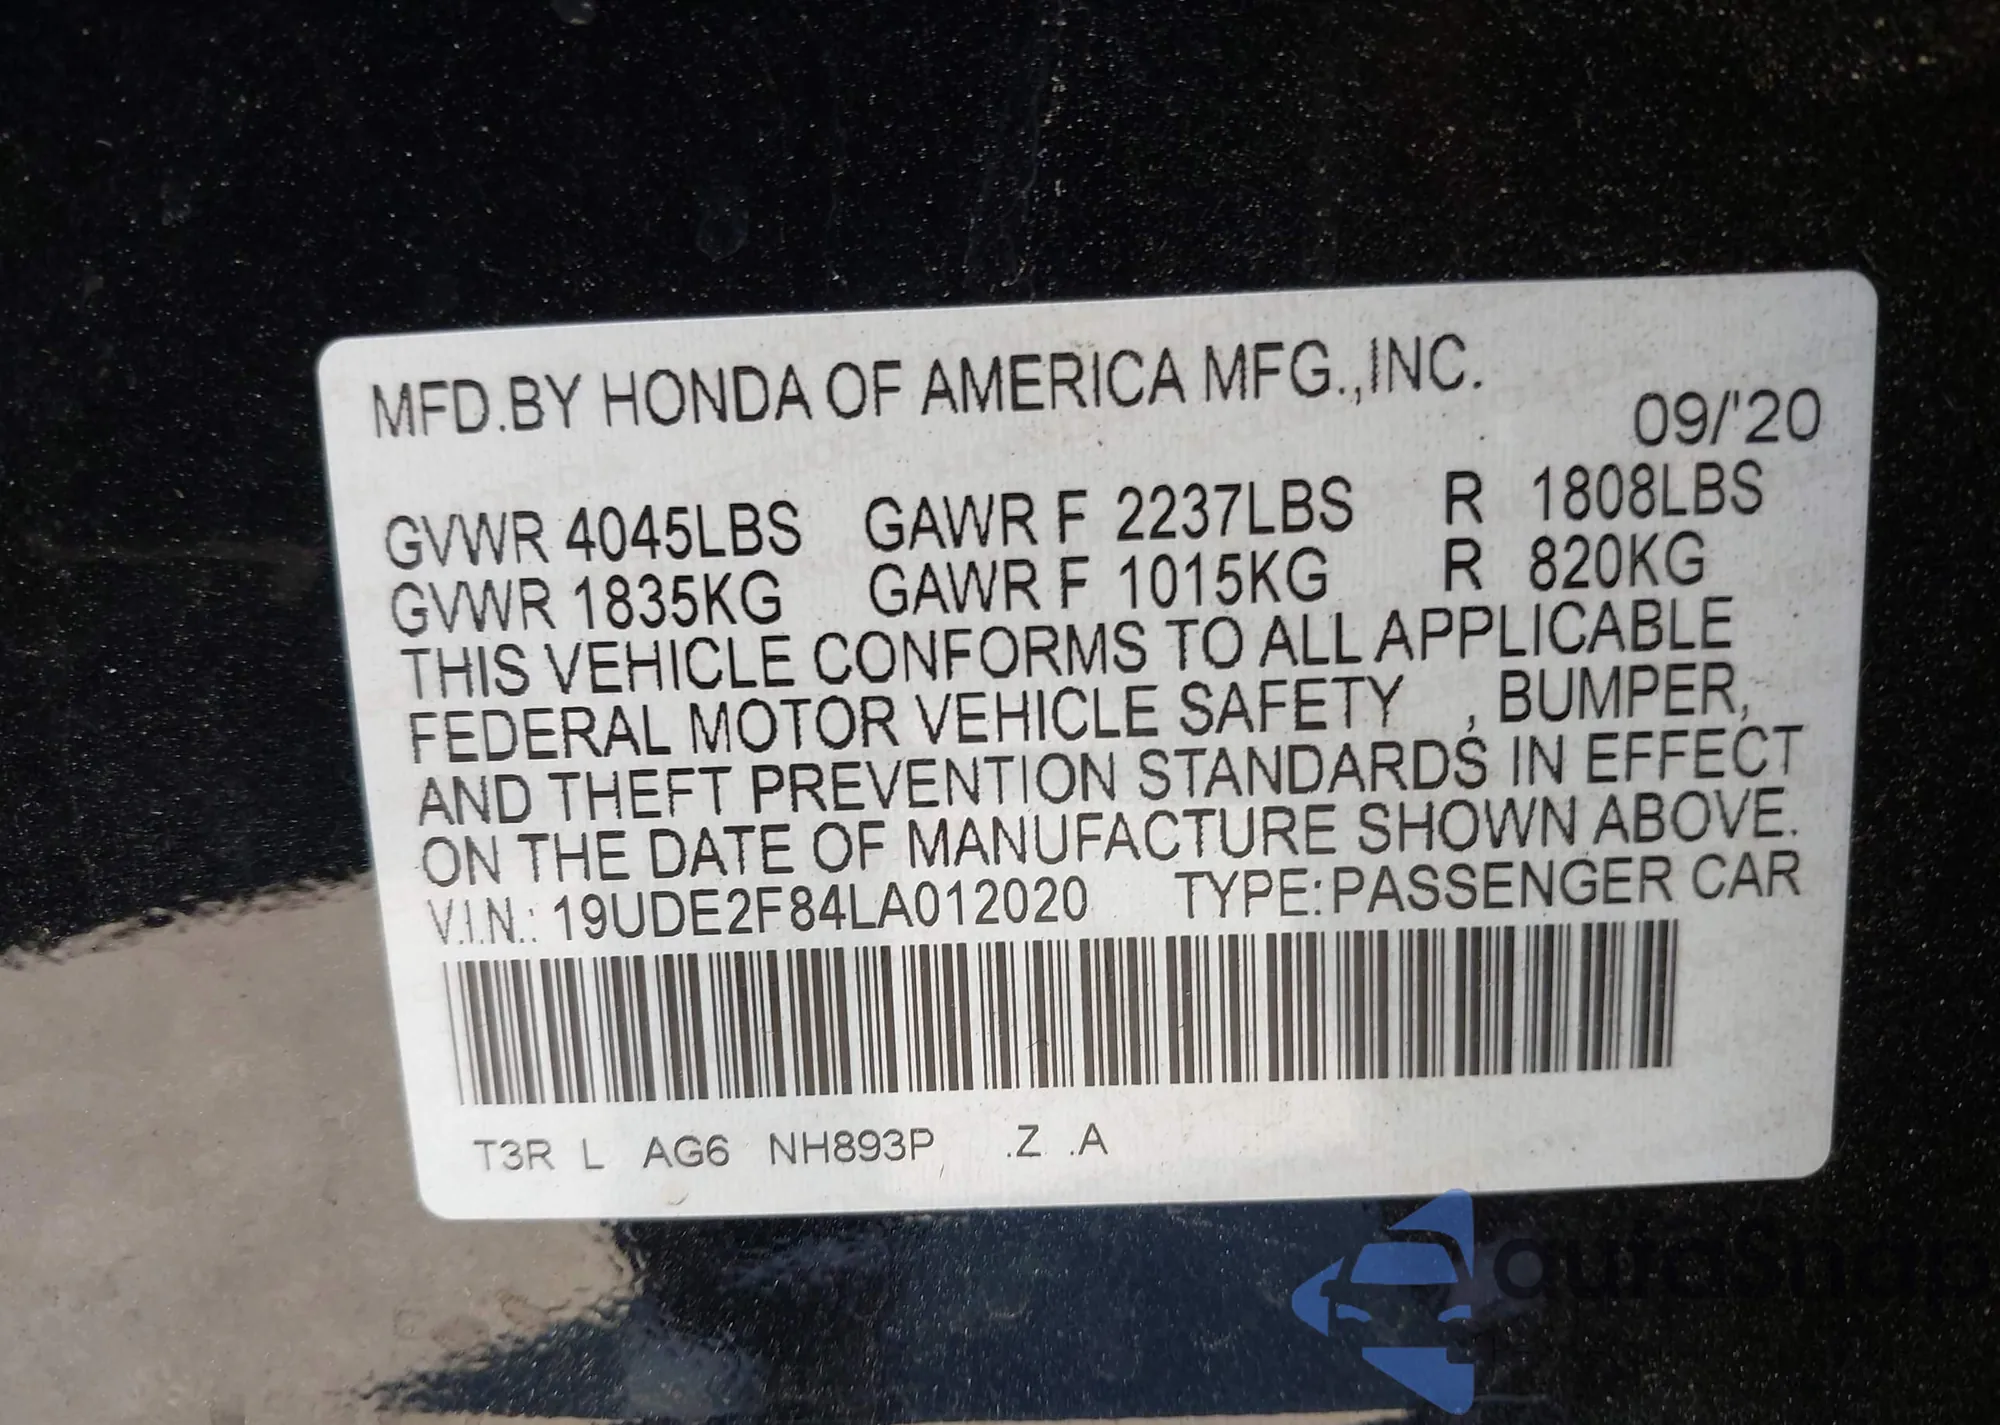 MFD.BY HONDA OF AMERICA MFG.,INC.
09/'20
GVWR 4045LBS GAWR F 2237LBS R 1808LBS
GVWR 1835KG GAWR F 1015KG R 820KG
THIS VEHICLE CONFORMS TO ALL APPLICABLE
FEDERAL MOTOR VEHICLE SAFETY , BUMPER,
AND THEFT PREVENTION STANDARDS IN EFFECT
ON THE DATE OF MANUFACTURE SHOWN ABOVE.
V.I.N.: 19UDE2F84LA012020 TYPE:PASSENGER CAR
T3R L AG6 NH893P .Z .A